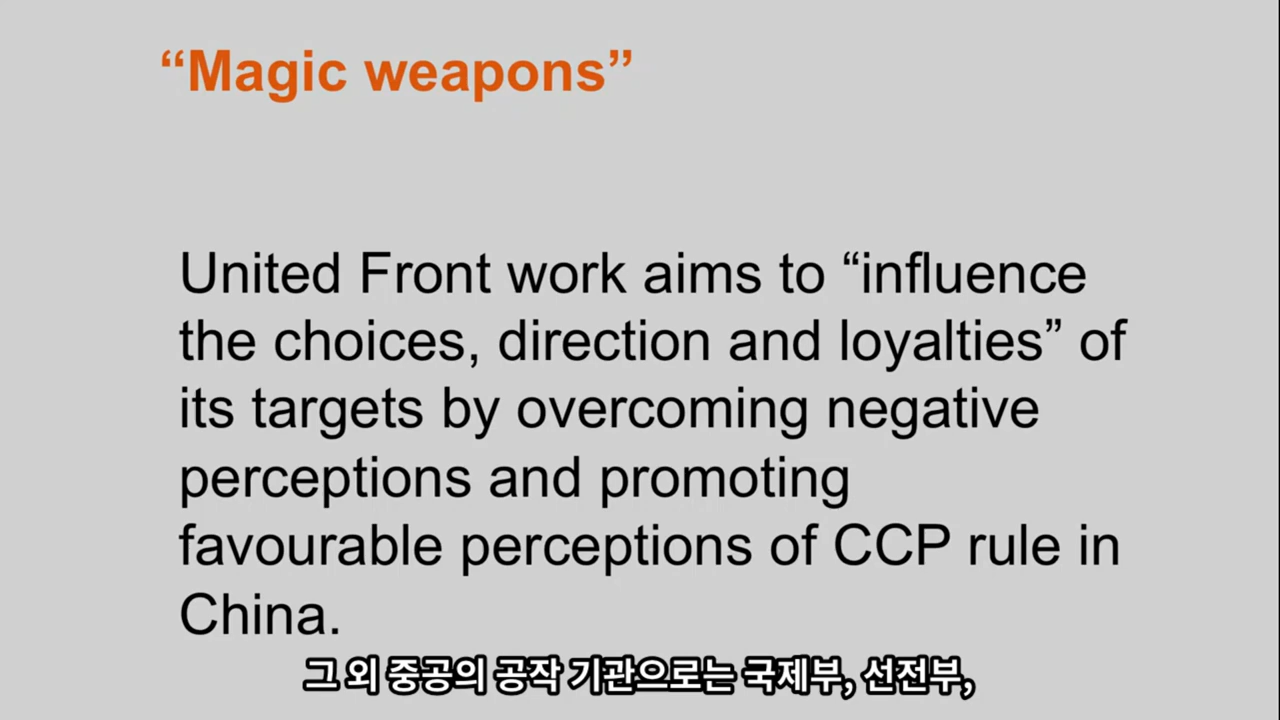 “Magic weapons”
United Front work aims to “influence
the choices, direction and loyalties” of
its targets by overcoming negative
perceptions and promoting
favourable perceptions of CCP rule in
China.
그 외 중공의 공작 기관으로는 국제부, 선전부,